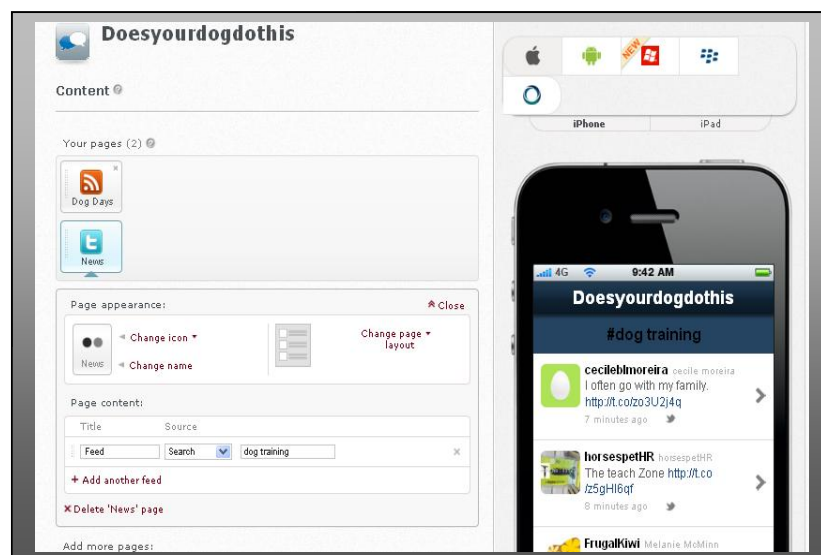 Doesyourdogdothis
Content
Your pages (2)
Dog Days
News
Page appearance:
Close
Change icon
Change page layout
News
Change name
Page content:
Title Source
Feed Search dog training
+ Add another feed
Delete 'News' page
Add more pages:
NEW
iPhone iPad
4G 9:42 AM
Doesyourdogdothis
#dog training
cecileblmoreira cecile moreira
I often go with my family.
http://t.co/zo3U2j4q
7 minutes ago
horsespetHR horsespetHR
The teach Zone http://t.co
/z5gHl6qf
8 minutes ago
FrugalKiwi Melanie McMinn